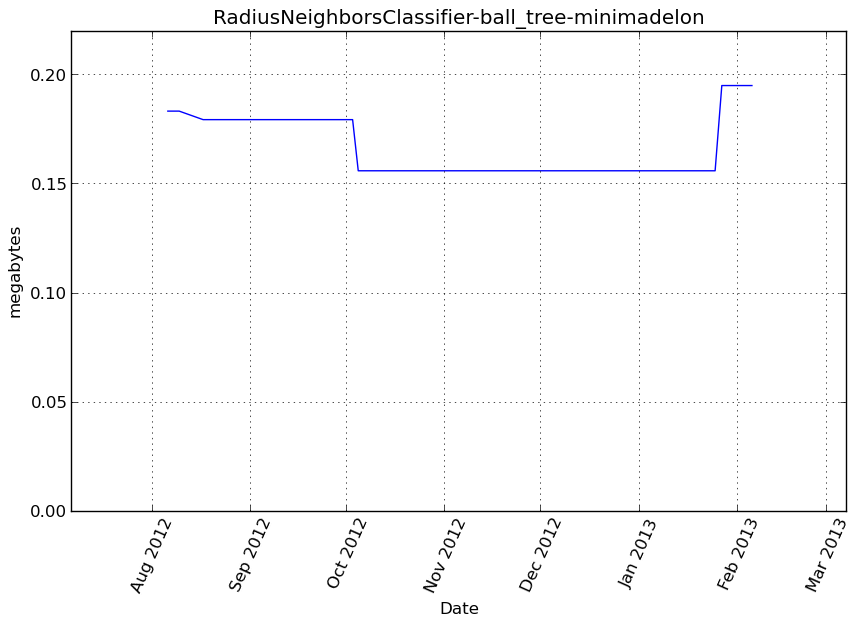 RadiusNeighborsClassifier-ball_tree-minimadelon
0.20
0.15
0.10
0.05
0.00
megabytes
Aug 2012
Sep 2012
Oct 2012
Nov 2012
Dec 2012
Jan 2013
Feb 2013
Mar 2013
Date